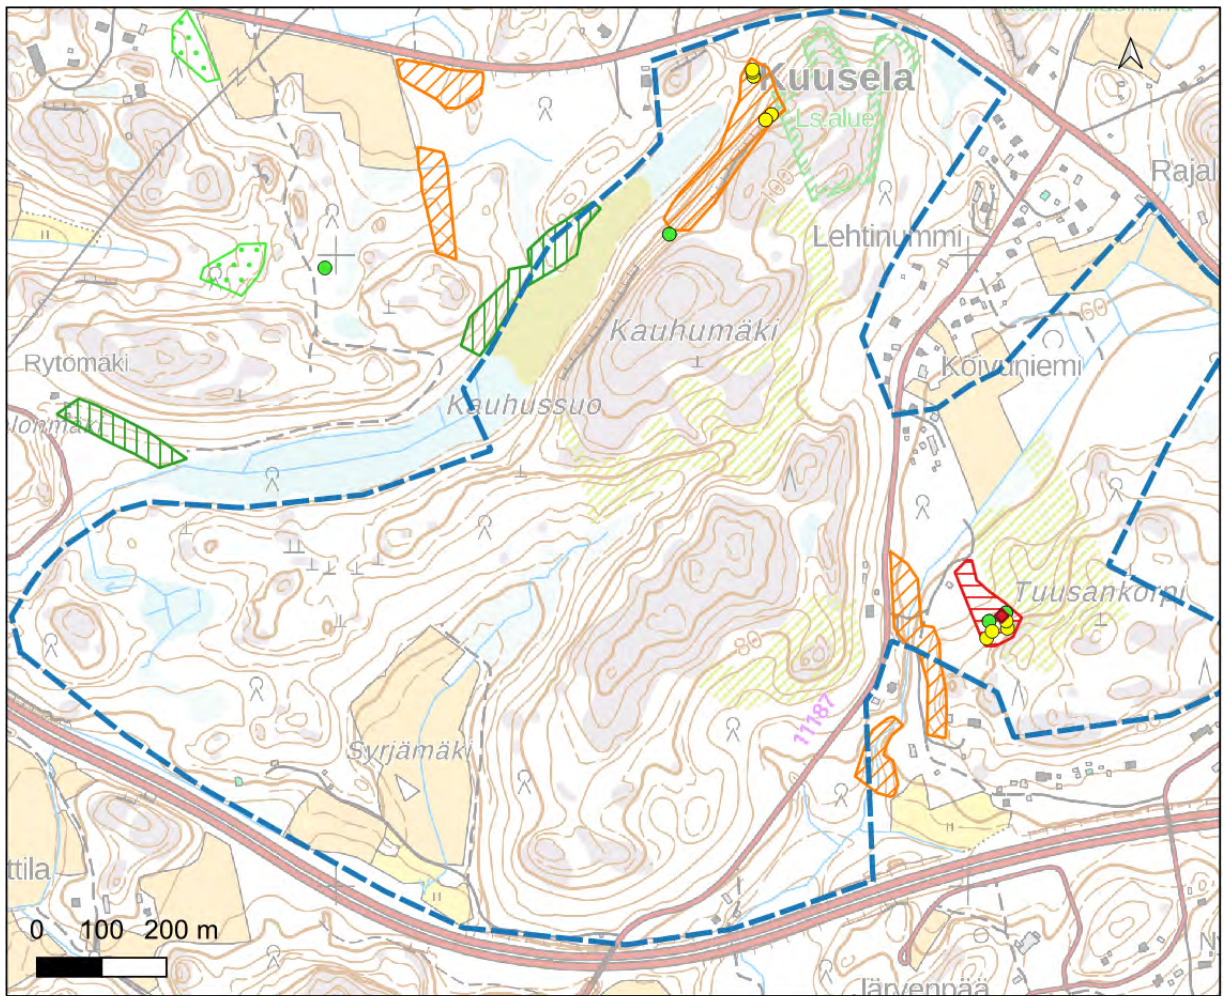 Kuusela
Ls.alue
100
Rajal
Lehtinummi
60
Kauhumäki
Rytömäki
Koivuniemi
Kauhussuo
Tuusankorpi
80
11187
Syrjämäki
ttila
0 100 200 m
N
Järvenpää